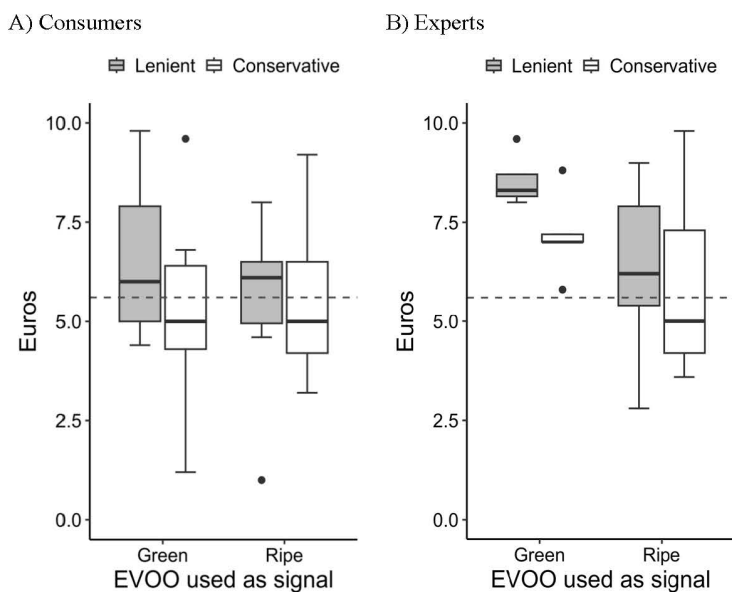 A) Consumers
Lenient Conservative
10.0
7.5
5.0
2.5
0.0
Euros
Green Ripe
EVOO used as signal
B) Experts
Lenient Conservative
10.0
7.5
5.0
2.5
0.0
Euros
Green Ripe
EVOO used as signal